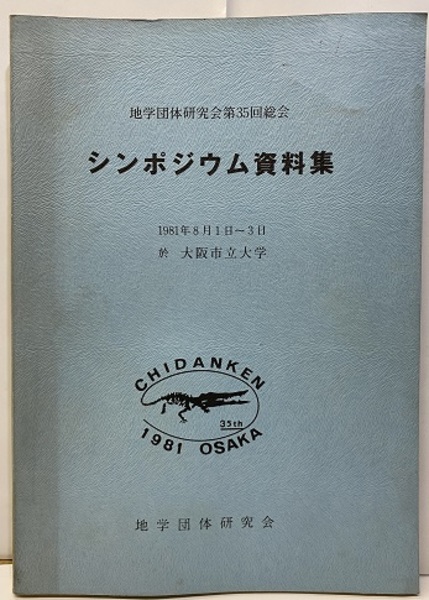 地学団体研究会第35回総会
シンポジウム資料集
1981年8月1日～3日
於 大阪市立大学
CHIDANKEN
35th
1981 OSAKA
地学団体研究会